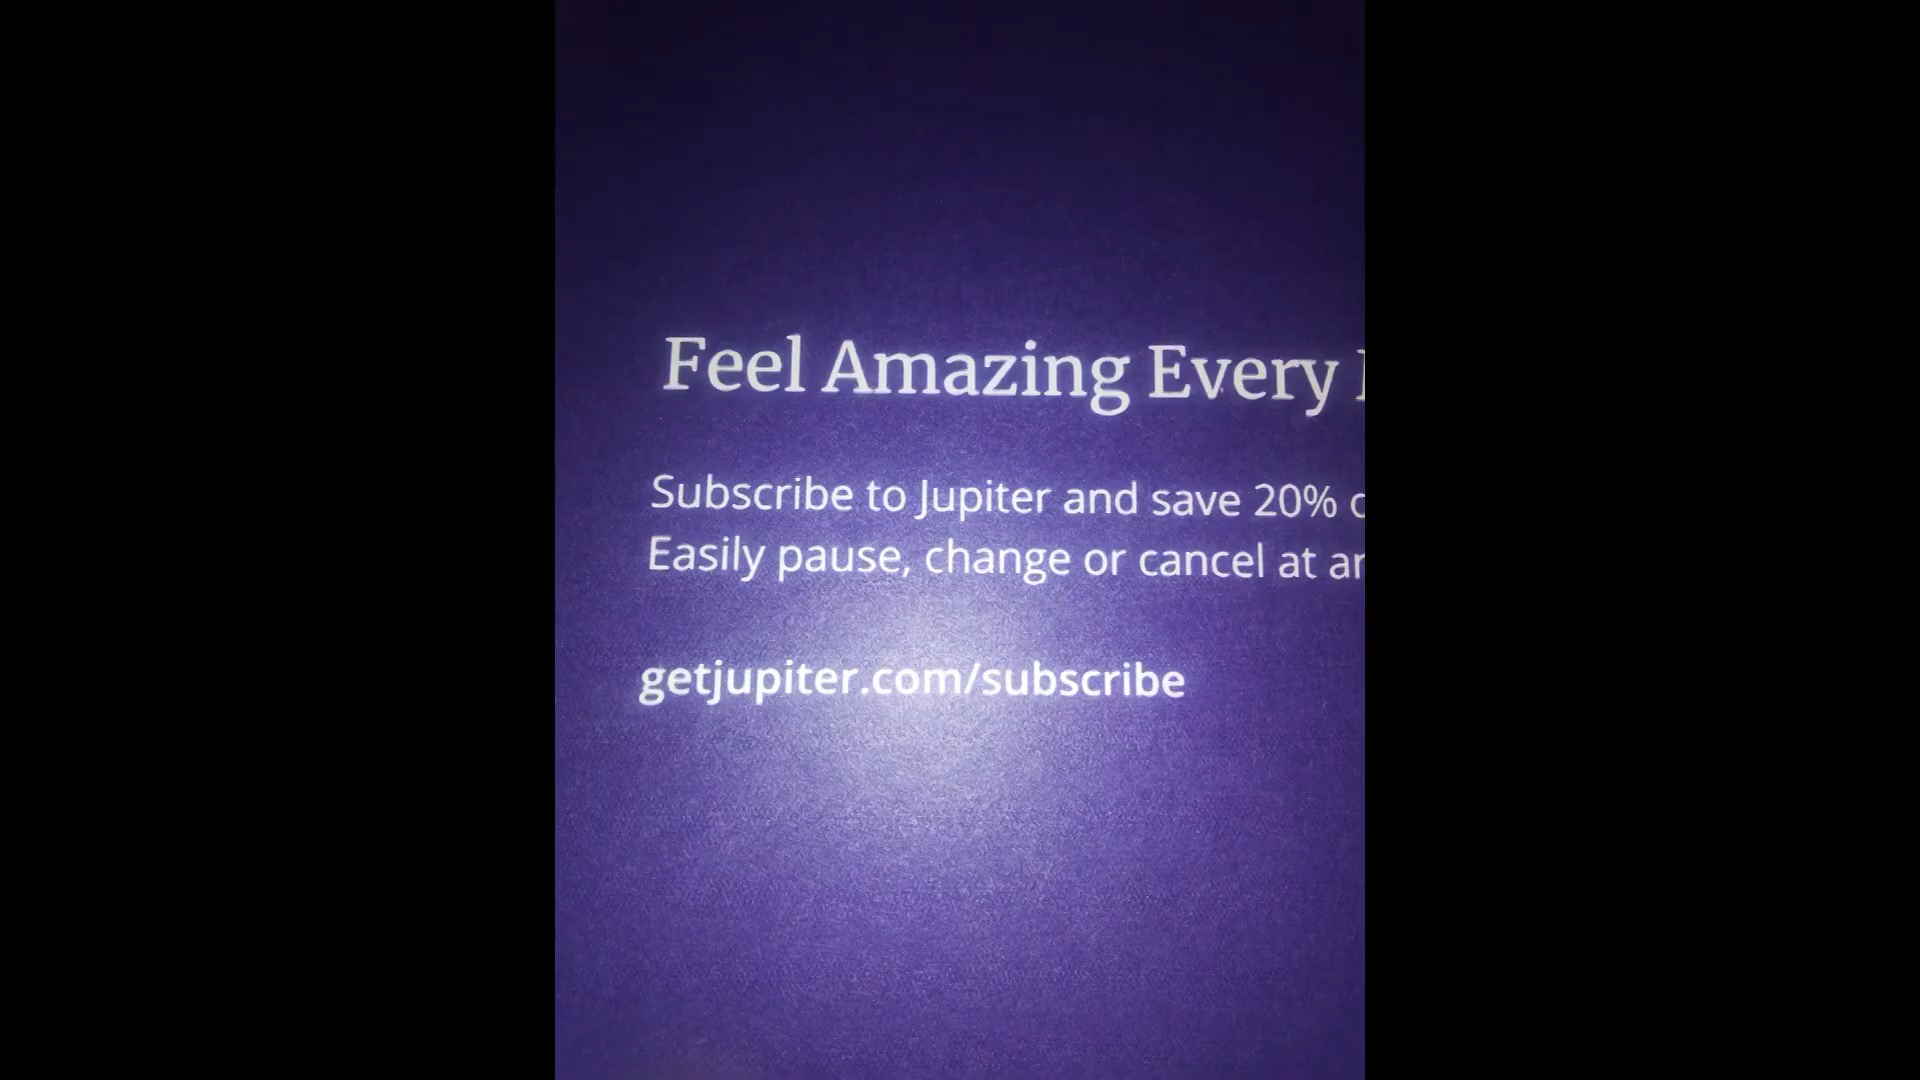 Feel Amazing Every
Subscribe to Jupiter and save 20%
Easily pause, change or cancel at
getjupiter.com/subscribe